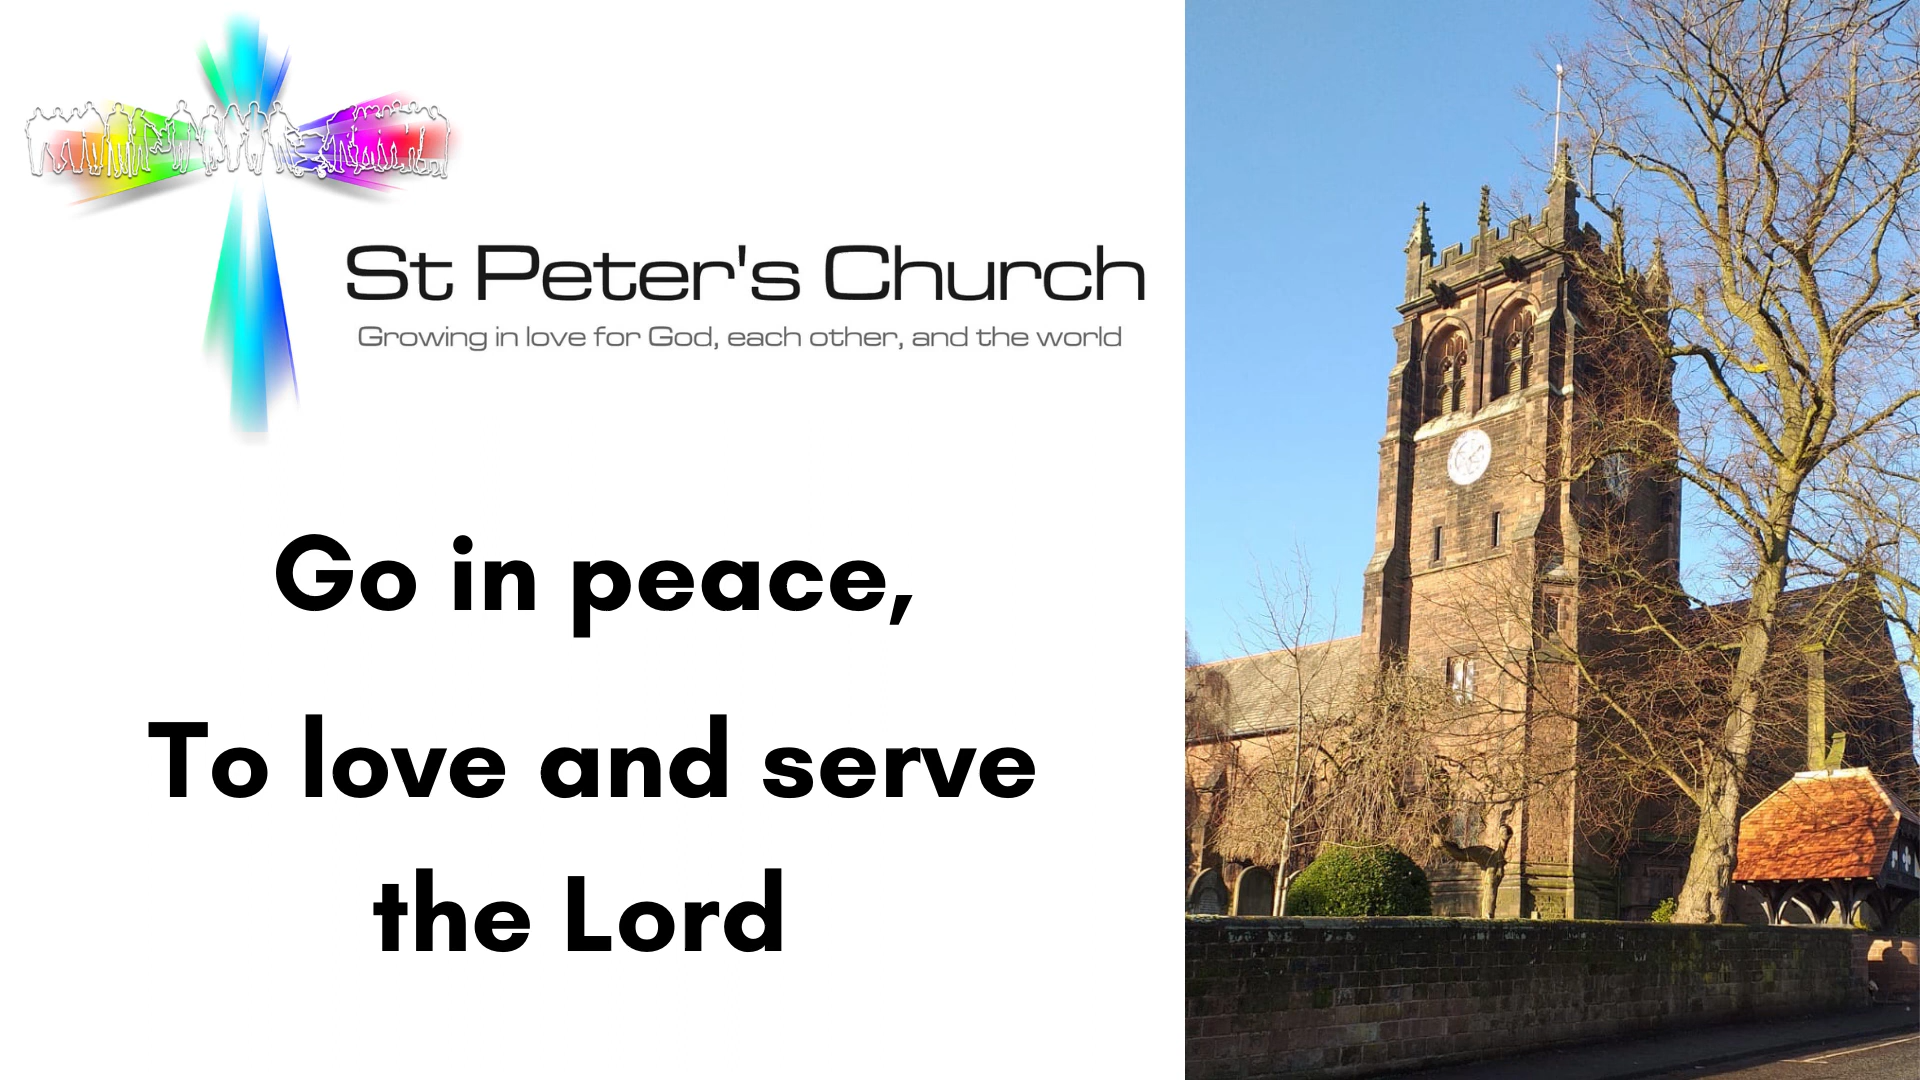 St Peter's Church
Growing in love for God, each other, and the world
Go in peace,
To love and serve
the Lord